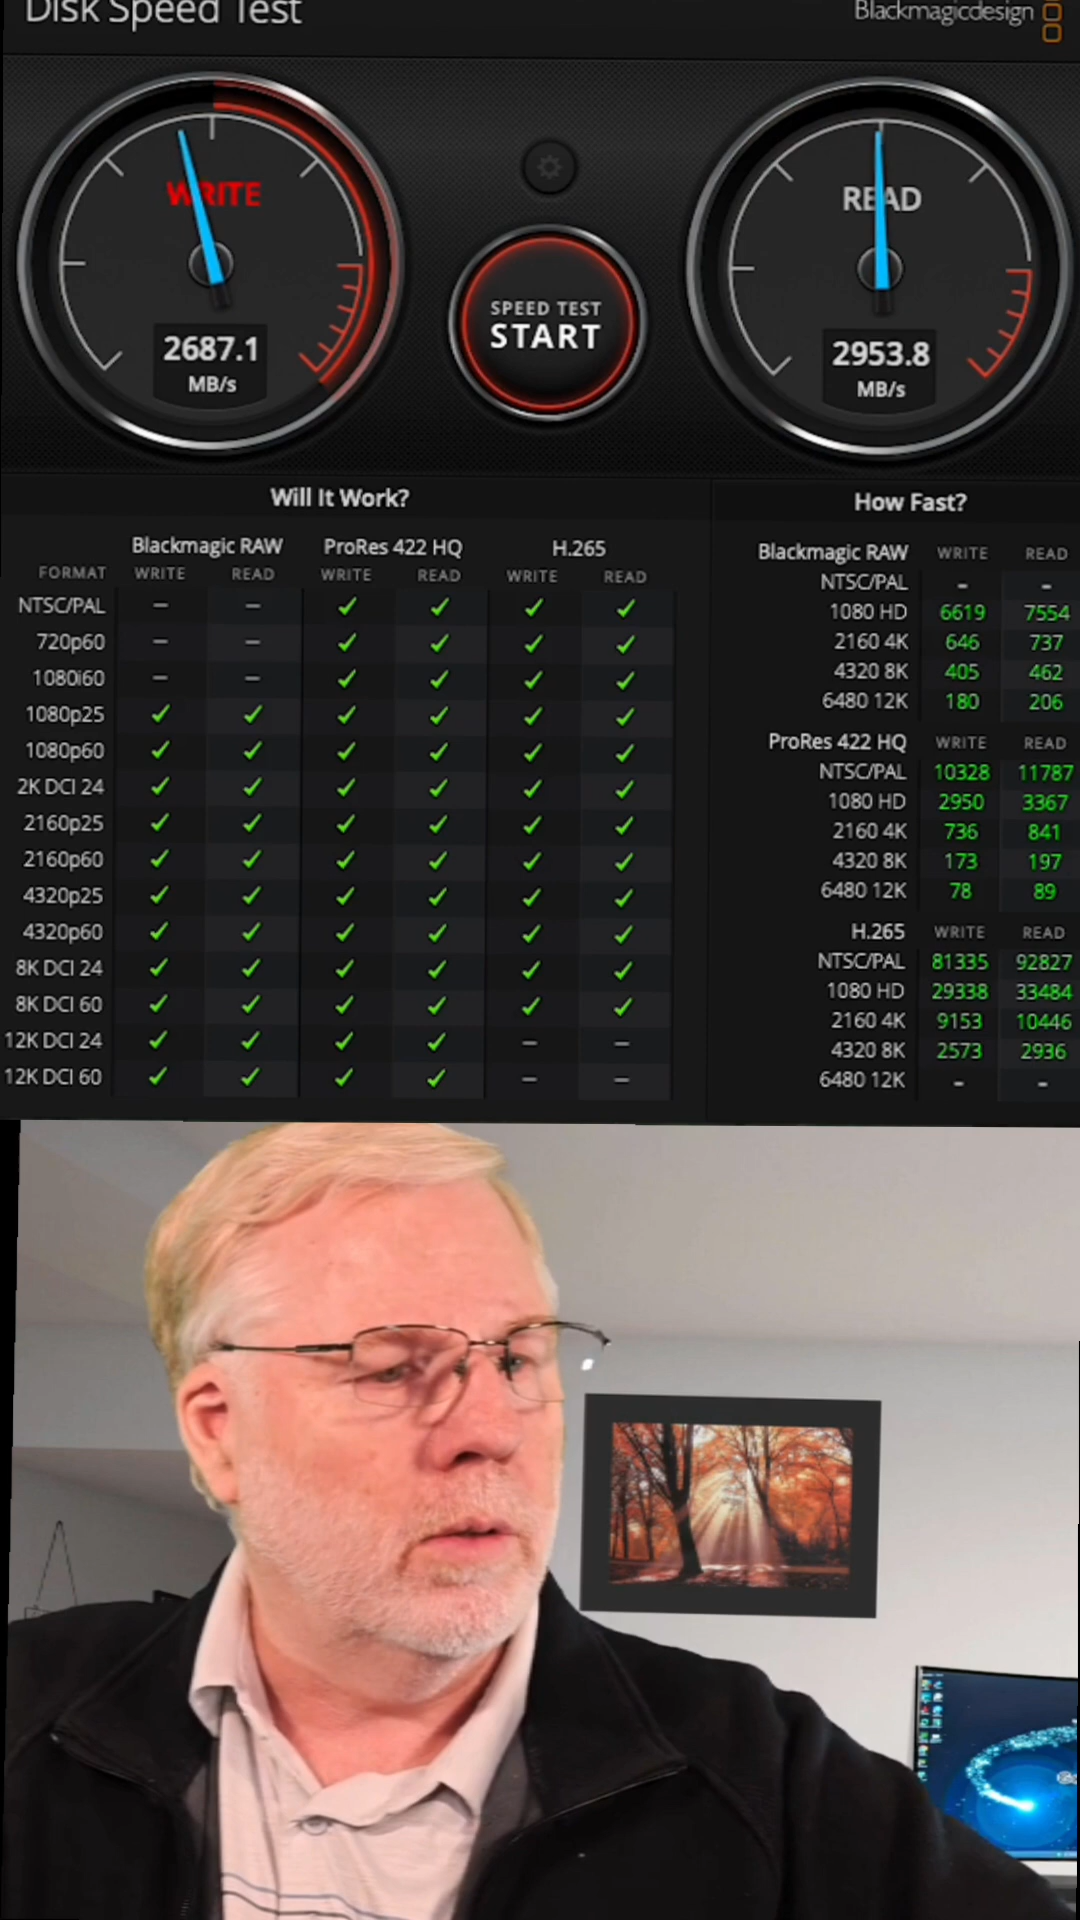 Disk Speed Test
Blackmagicdesign
WRITE
2687.1
MB/s
SPEED TEST
START
READ
2953.8
MB/s
Will It Work?
Blackmagic RAW ProRes 422 HQ H.265
FORMAT WRITE READ WRITE READ WRITE READ
NTSC/PAL – – ✓ ✓ ✓ ✓
720p60 – – ✓ ✓ ✓ ✓
1080i60 – – ✓ ✓ ✓ ✓
1080p25 ✓ ✓ ✓ ✓ ✓ ✓
1080p60 ✓ ✓ ✓ ✓ ✓ ✓
2K DCI 24 ✓ ✓ ✓ ✓ ✓ ✓
2160p25 ✓ ✓ ✓ ✓ ✓ ✓
2160p60 ✓ ✓ ✓ ✓ ✓ ✓
4320p25 ✓ ✓ ✓ ✓ ✓ ✓
4320p60 ✓ ✓ ✓ ✓ ✓ ✓
8K DCI 24 ✓ ✓ ✓ ✓ ✓ ✓
8K DCI 60 ✓ ✓ ✓ ✓ ✓ ✓
12K DCI 24 ✓ ✓ ✓ ✓ – –
12K DCI 60 ✓ ✓ ✓ ✓ – –
How Fast?
Blackmagic RAW WRITE READ
NTSC/PAL - -
1080 HD 6619 7554
2160 4K 646 737
4320 8K 405 462
6480 12K 180 206
ProRes 422 HQ WRITE READ
NTSC/PAL 10328 11787
1080 HD 2950 3367
2160 4K 736 841
4320 8K 173 197
6480 12K 78 89
H.265 WRITE READ
NTSC/PAL 81335 92827
1080 HD 29338 33484
2160 4K 9153 10446
4320 8K 2573 2936
6480 12K - -